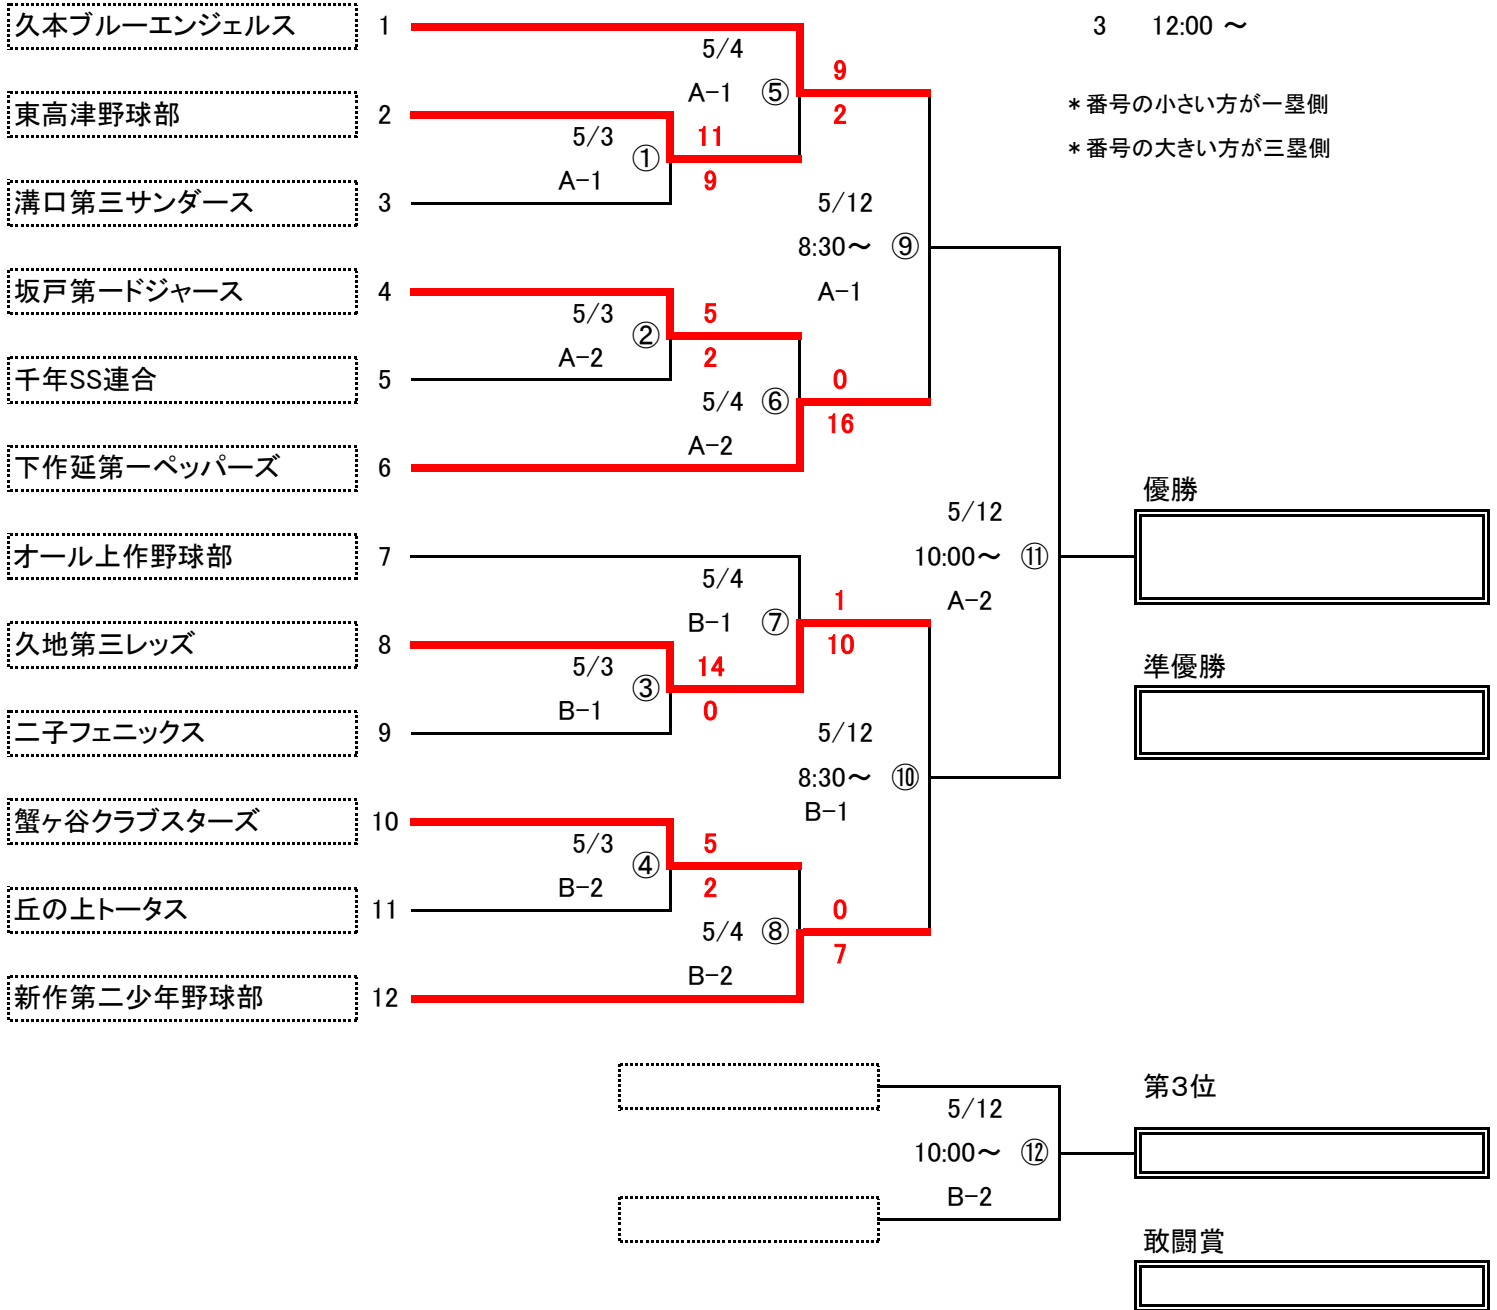 久本ブルーエンジェルス 1 3 12:00 ～
5/4
9
A-1 ⑤
*番号の小さい方が一塁側
東高津野球部 2 2
5/3 11
*番号の大きい方が三塁側
①
A-1 9
溝口第三サンダース 3 5/12
8:30～ ⑨
坂戸第一ドジャース 4 A-1
5/3 5
②
A-2 2
千年SS連合 5 0
5/4 ⑥
16
A-2
下作延第一ペッパーズ 6
優勝
5/12
オール上作野球部 7 10:00～ ⑪
5/4
1 A-2
B-1 ⑦
久地第三レッズ 8 10
5/3 14 準優勝
③
B-1 0
二子フェニックス 9 5/12
8:30～ ⑩
B-1
蟹ヶ谷クラブスターズ 10
5/3 5
④
B-2 2
丘の上トータス 11 0
5/4 ⑧
7
B-2
新作第二少年野球部 12
第3位
5/12
10:00～ ⑫
B-2
敢闘賞